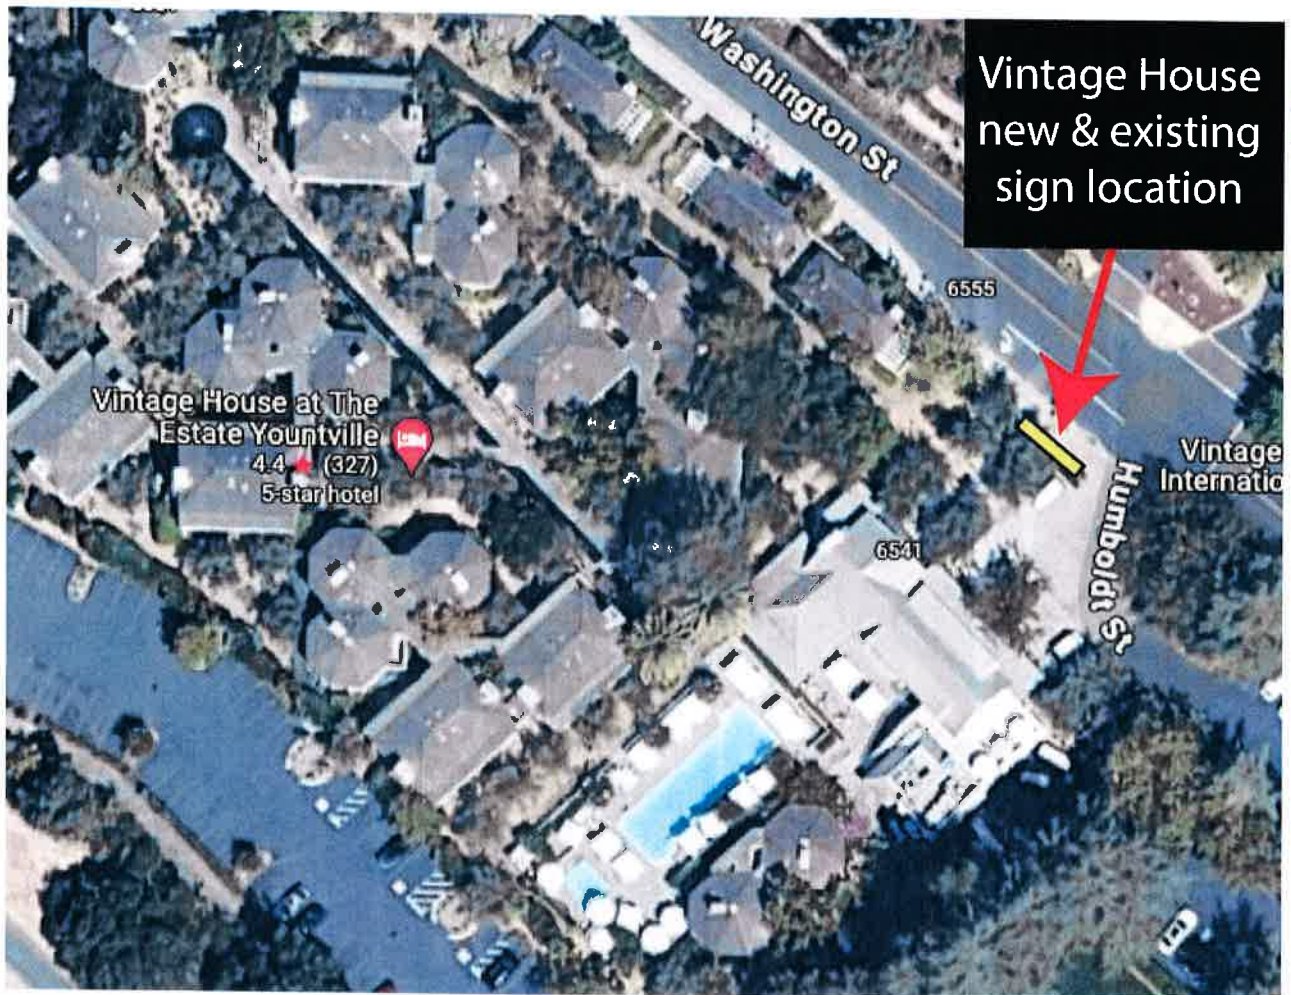 Washington St
Vintage House
new & existing
sign location
6555
Vintage House at The
Estate Yountville
4.4 ★ (327)
5-star hotel
Vintage
Internatio
Humboldt St
6541